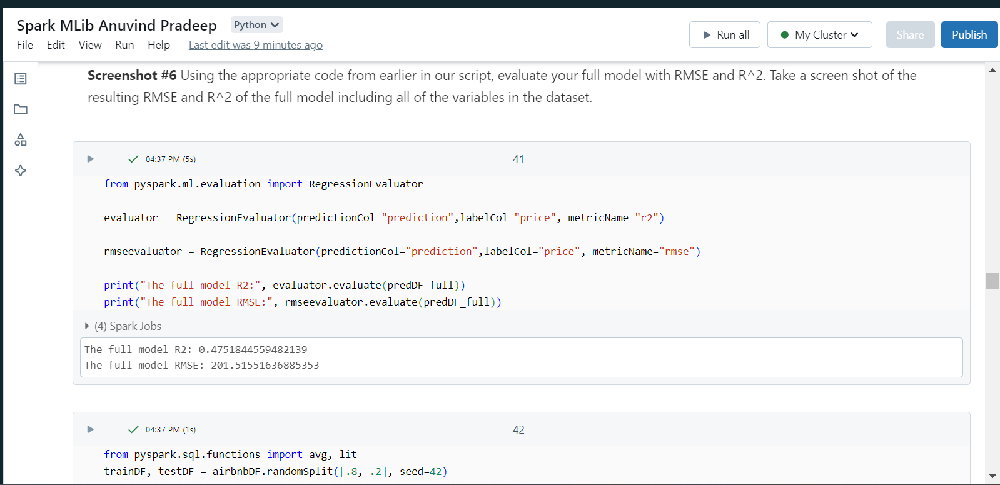 Spark MLib Anuvind Pradeep Python
File Edit View Run Help Last edit was 9 minutes ago
Run all My Cluster Share Publish
Screenshot #6 Using the appropriate code from earlier in our script, evaluate your full model with RMSE and R^2. Take a screen shot of the
resulting RMSE and R^2 of the full model including all of the variables in the dataset.
04:37 PM (5s) 41
from pyspark.ml.evaluation import RegressionEvaluator
evaluator = RegressionEvaluator(predictionCol="prediction",labelCol="price", metricName="r2")
rmseevaluator = RegressionEvaluator(predictionCol="prediction",labelCol="price", metricName="rmse")
print("The full model R2:", evaluator.evaluate(predDF_full))
print("The full model RMSE:", rmseevaluator.evaluate(predDF_full))
(4) Spark Jobs
The full model R2: 0.4751844559482139
The full model RMSE: 201.51551636885353
04:37 PM (1s) 42
from pyspark.sql.functions import avg, lit
trainDF, testDF = airbnbDF.randomSplit([.8, .2], seed=42)